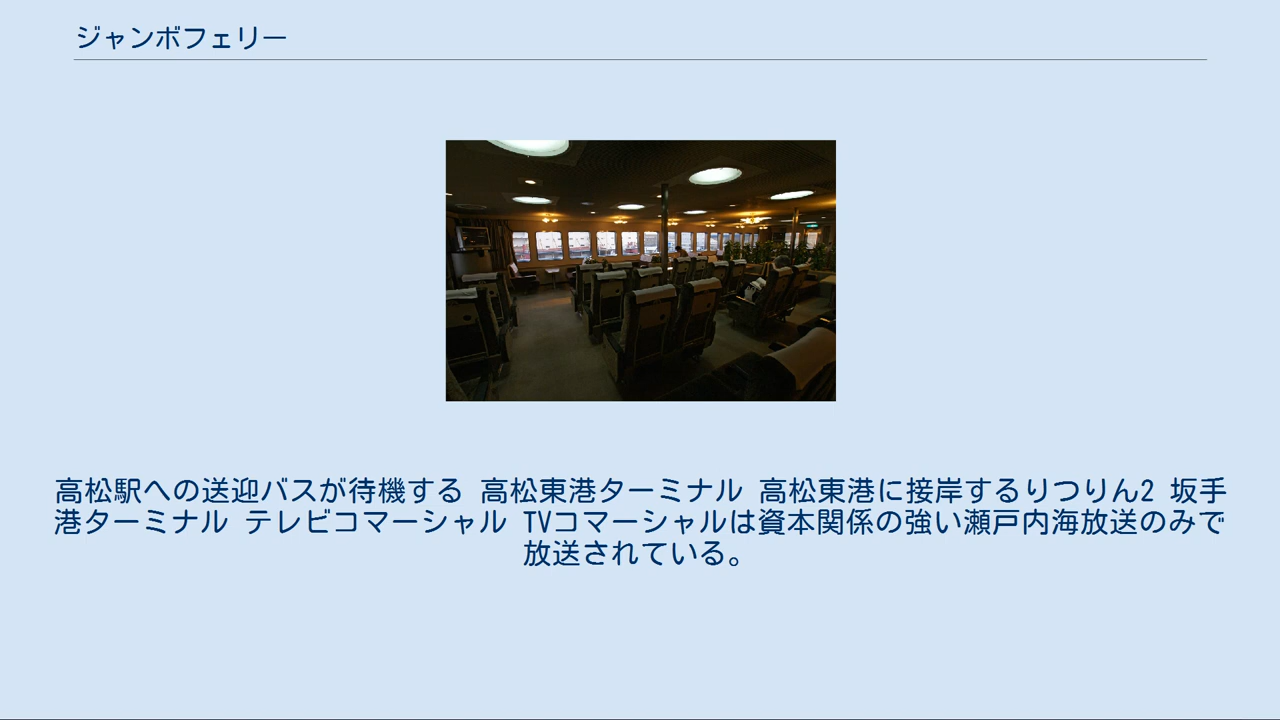 ジャンボフェリー
高松駅への送迎バスが待機する 高松東港ターミナル 高松東港に接岸するりつりん2 坂手
港ターミナル テレビコマーシャル TVコマーシャルは資本関係の強い瀬戸内海放送のみで
放送されている。